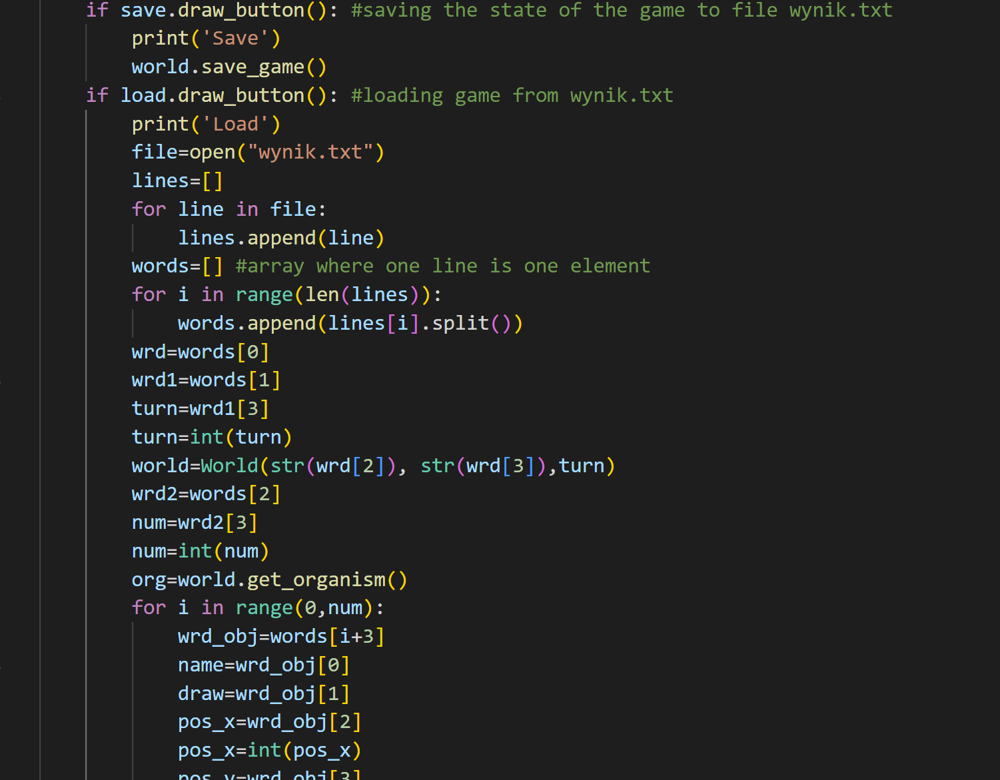 if save.draw_button(): #saving the state of the game to file wynik.txt
print('Save')
world.save_game()
if load.draw_button(): #loading game from wynik.txt
print('Load')
file=open("wynik.txt")
lines=[]
for line in file:
lines.append(line)
words=[] #array where one line is one element
for i in range(len(lines)):
words.append(lines[i].split())
wrd=words[0]
wrd1=words[1]
turn=wrd1[3]
turn=int(turn)
world=World(str(wrd[2]), str(wrd[3]),turn)
wrd2=words[2]
num=wrd2[3]
num=int(num)
org=world.get_organism()
for i in range(0,num):
wrd_obj=words[i+3]
name=wrd_obj[0]
draw=wrd_obj[1]
pos_x=wrd_obj[2]
pos_x=int(pos_x)
pos_y=wrd_obj[3]